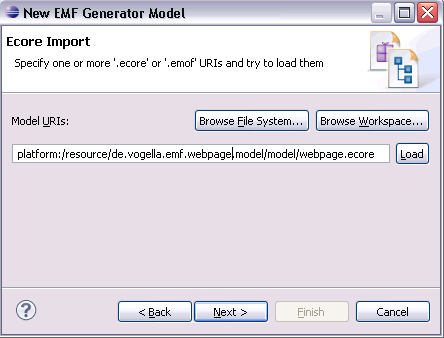 New EMF Generator Model
Ecore Import
Specify one or more '.ecore' or '.emof' URIs and try to load them
Model URIs: Browse File System... Browse Workspace...
platform:/resource/de.vogella.emf.webpage.model/model/webpage.ecore Load
? < Back Next > Finish Cancel